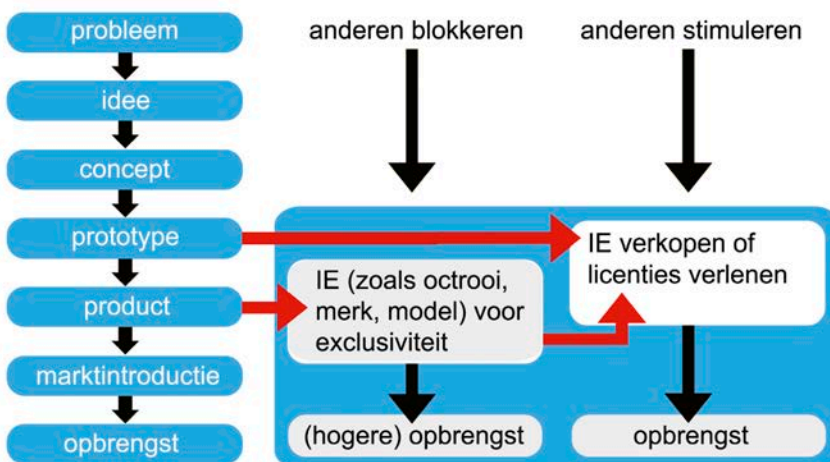 probleem
idee
concept
prototype
product
marktintroductie
opbrengst
anderen blokkeren
anderen stimuleren
IE (zoals octrooi,
merk, model) voor
exclusiviteit
IE verkopen of
licenties verlenen
(hogere) opbrengst
opbrengst